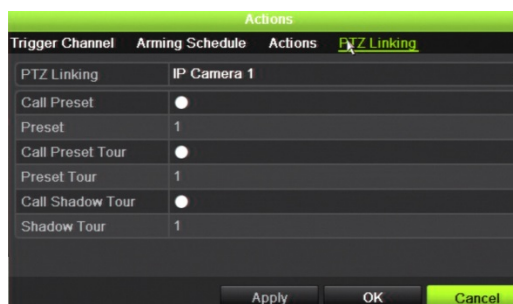 Actions
Trigger Channel Arming Schedule Actions PTZ Linking
PTZ Linking IP Camera 1
Call Preset
Preset 1
Call Preset Tour
Preset Tour 1
Call Shadow Tour
Shadow Tour 1
Apply OK Cancel